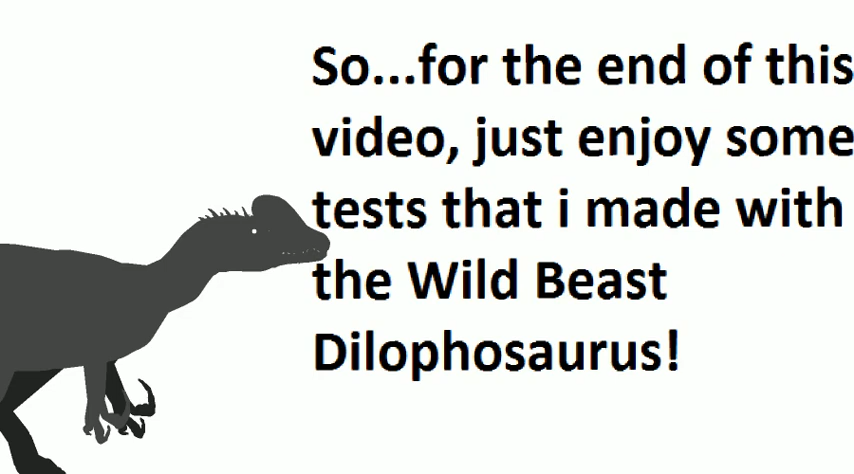 So...for the end of this
video, just enjoy some
tests that i made with
the Wild Beast
Dilophosaurus!